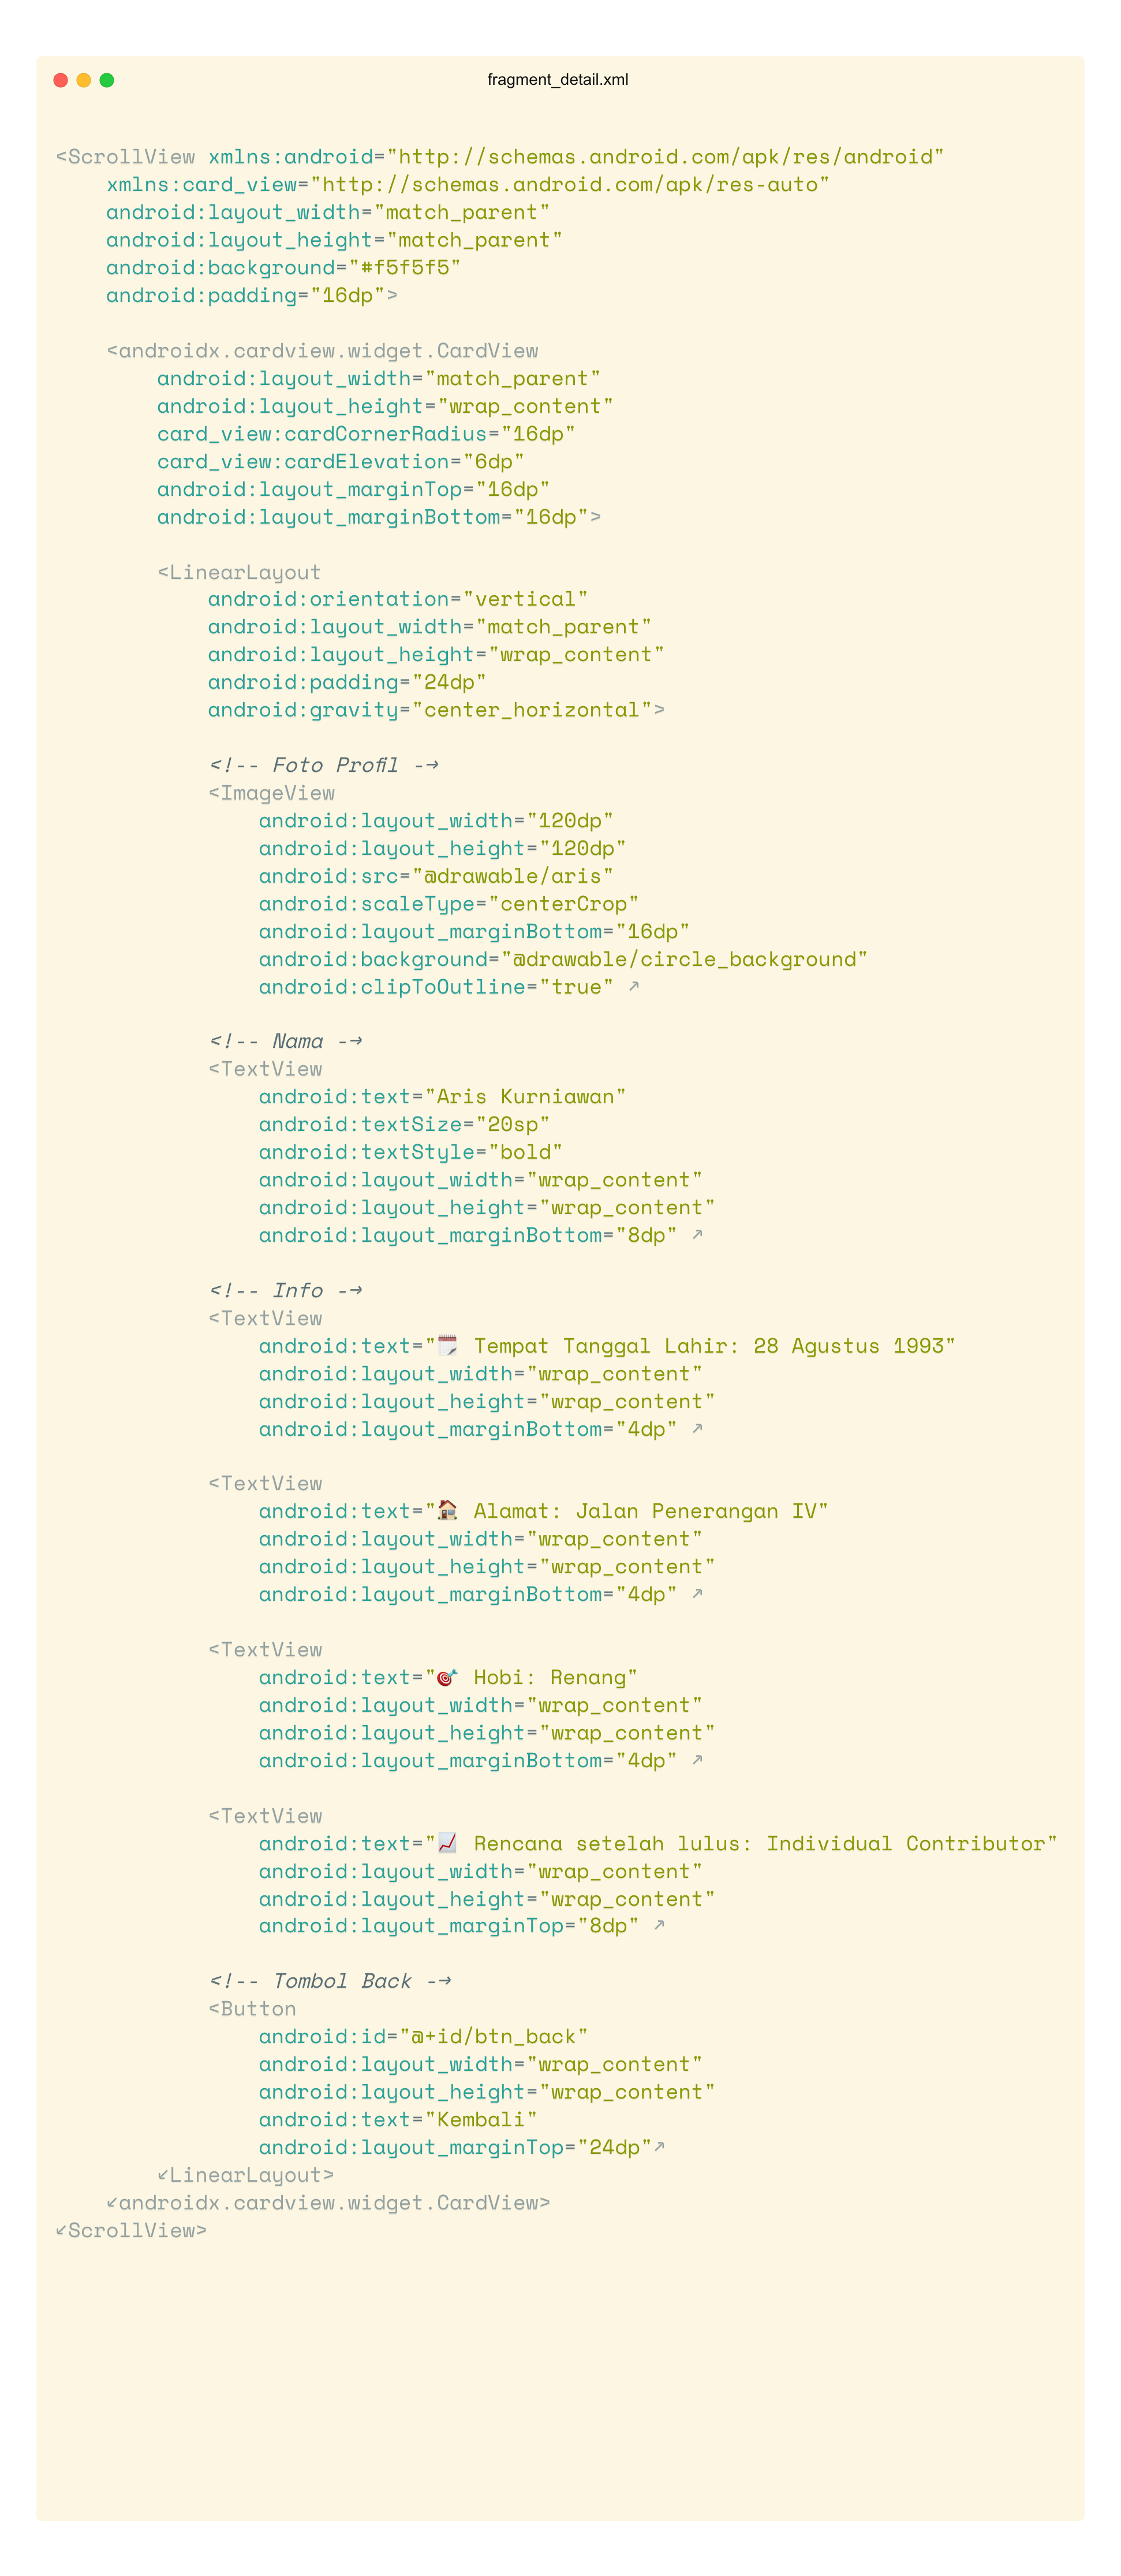 fragment_detail.xml
<ScrollView xmlns:android="http://schemas.android.com/apk/res/android"
    xmlns:card_view="http://schemas.android.com/apk/res-auto"
    android:layout_width="match_parent"
    android:layout_height="match_parent"
    android:background="#f5f5f5"
    android:padding="16dp">

    <androidx.cardview.widget.CardView
        android:layout_width="match_parent"
        android:layout_height="wrap_content"
        card_view:cardCornerRadius="16dp"
        card_view:cardElevation="6dp"
        android:layout_marginTop="16dp"
        android:layout_marginBottom="16dp">

        <LinearLayout
            android:orientation="vertical"
            android:layout_width="match_parent"
            android:layout_height="wrap_content"
            android:padding="24dp"
            android:gravity="center_horizontal">

            <!-- Foto Profil -->
            <ImageView
                android:layout_width="120dp"
                android:layout_height="120dp"
                android:src="@drawable/aris"
                android:scaleType="centerCrop"
                android:layout_marginBottom="16dp"
                android:background="@drawable/circle_background"
                android:clipToOutline="true" />

            <!-- Nama -->
            <TextView
                android:text="Aris Kurniawan"
                android:textSize="20sp"
                android:textStyle="bold"
                android:layout_width="wrap_content"
                android:layout_height="wrap_content"
                android:layout_marginBottom="8dp" />

            <!-- Info -->
            <TextView
                android:text="🗓️ Tempat Tanggal Lahir: 28 Agustus 1993"
                android:layout_width="wrap_content"
                android:layout_height="wrap_content"
                android:layout_marginBottom="4dp" />

            <TextView
                android:text="🏠 Alamat: Jalan Penerangan IV"
                android:layout_width="wrap_content"
                android:layout_height="wrap_content"
                android:layout_marginBottom="4dp" />

            <TextView
                android:text="🎯 Hobi: Renang"
                android:layout_width="wrap_content"
                android:layout_height="wrap_content"
                android:layout_marginBottom="4dp" />

            <TextView
                android:text="📈 Rencana setelah lulus: Individual Contributor"
                android:layout_width="wrap_content"
                android:layout_height="wrap_content"
                android:layout_marginTop="8dp" />

            <!-- Tombol Back -->
            <Button
                android:id="@+id/btn_back"
                android:layout_width="wrap_content"
                android:layout_height="wrap_content"
                android:text="Kembali"
                android:layout_marginTop="24dp"/>
        </LinearLayout>
    </androidx.cardview.widget.CardView>
</ScrollView>